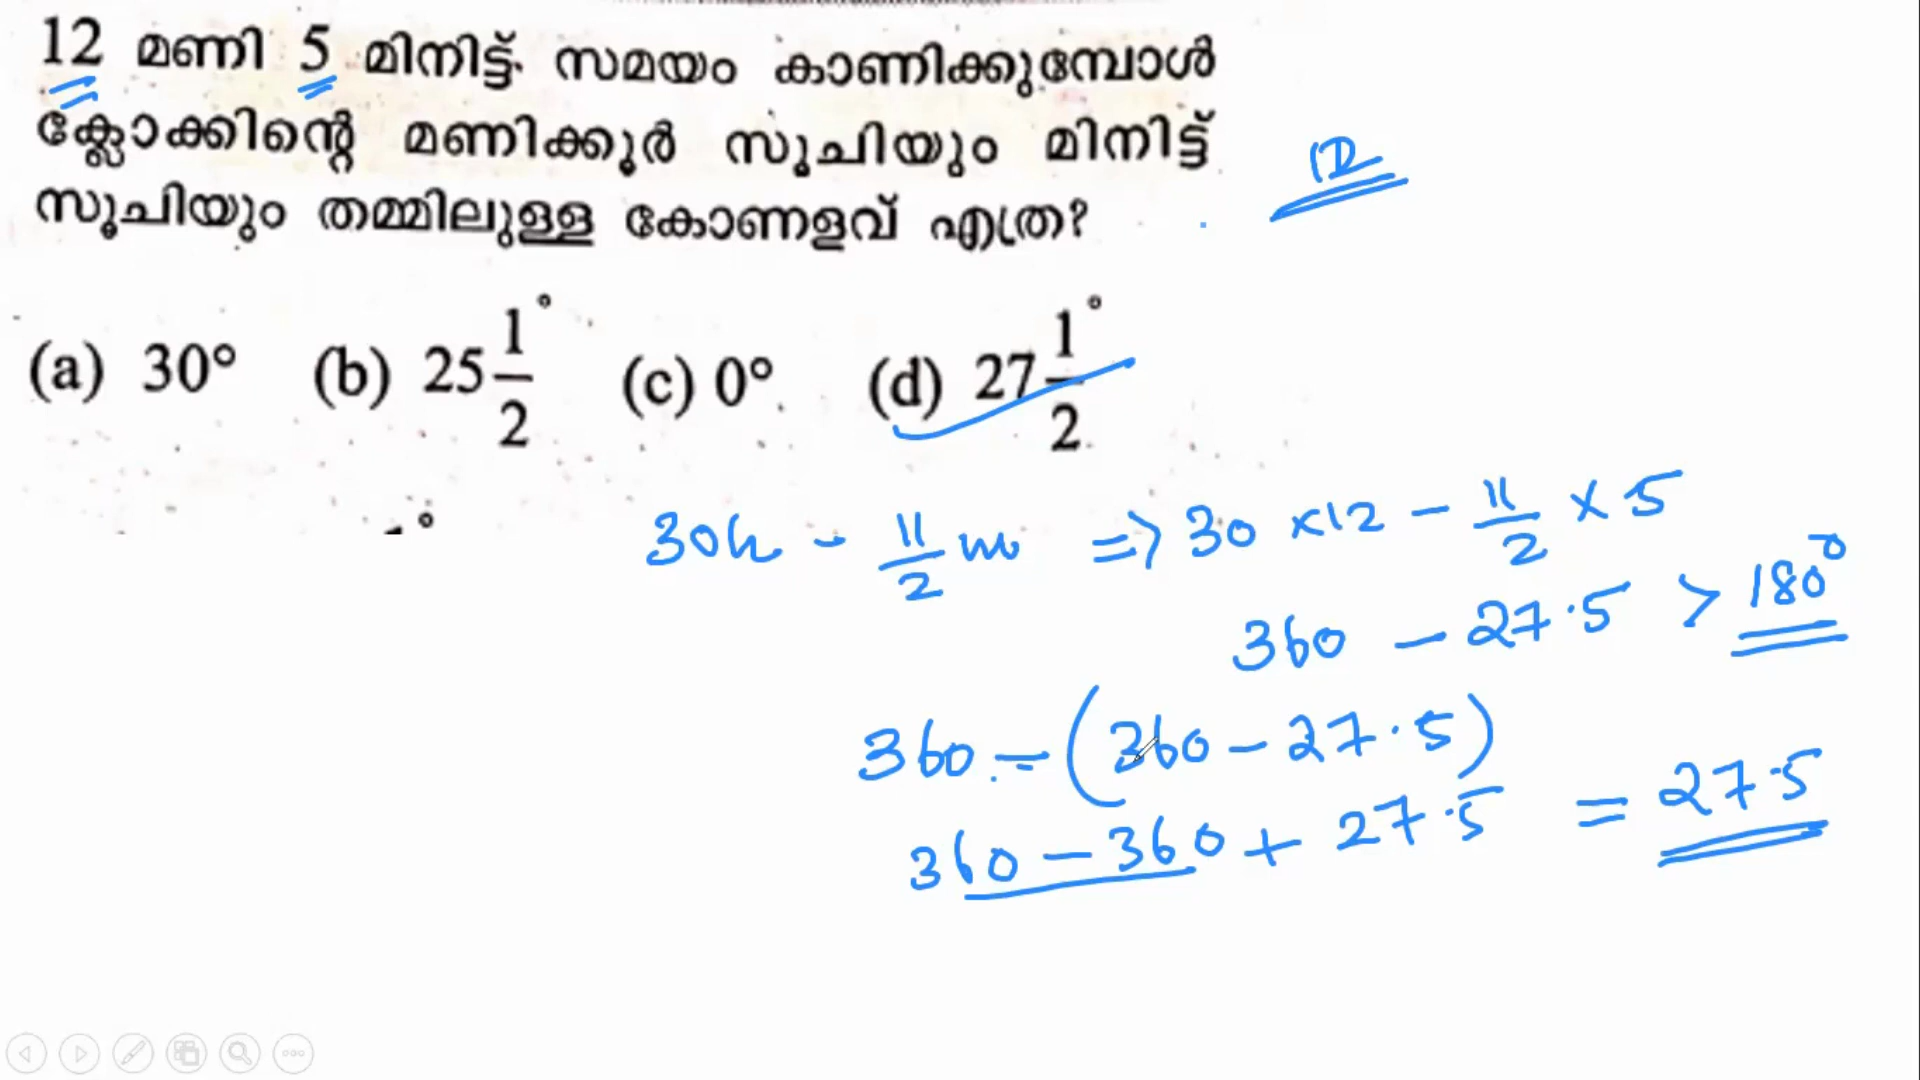 12 മണി 5 മിനിട്ട് സമയം കാണിക്കുമ്പോൾ
ക്ലോക്കിന്റെ മണിക്കൂർ സൂചിയും മിനിട്ട്
സൂചിയും തമ്മിലുള്ള കോണളവ് എത്ര?
12
(a) 30° (b) 25 1/2° (c) 0° (d) 27 1/2°
30h - 11/2 m => 30 ×12 - 11/2 × 5
360 - 27.5 > 180°
360 - (360 - 27.5)
360 - 360 + 27.5 = 27.5